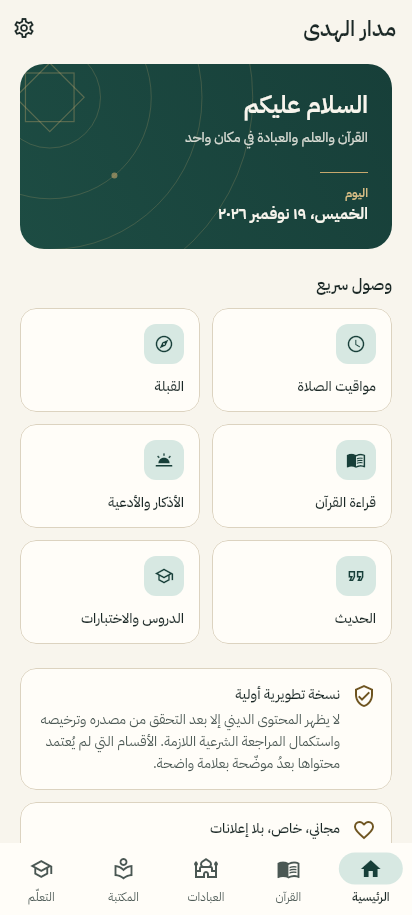 مدار الهدى
السلام عليكم
القرآن والعلم والعبادة في مكان واحد
اليوم
الخميس، ١٩ نوفمبر ٢٠٢٦
وصول سريع
مواقيت الصلاة
القبلة
قراءة القرآن
الأذكار والأدعية
الحديث
الدروس والاختبارات
نسخة تطويرية أولية
لا يظهر المحتوى الديني إلا بعد التحقق من مصدره وترخيصه
واستكمال المراجعة الشرعية اللازمة. الأقسام التي لم يُعتمد
محتواها بعدُ موضّحة بعلامة واضحة.
مجاني، خاص، بلا إعلانات
الرئيسية
القرآن
العبادات
المكتبة
التعلّم